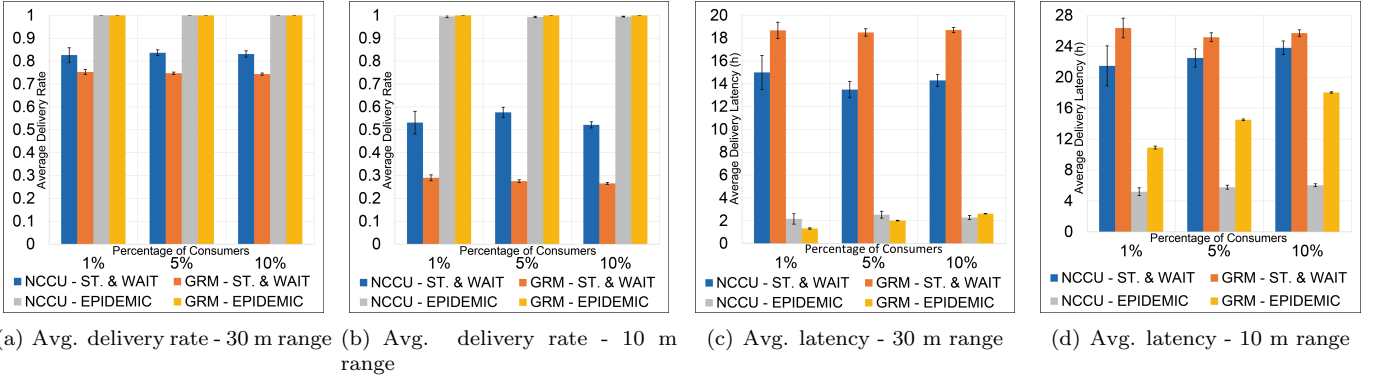 1
0.9
0.8
0.7
0.6
0.5
0.4
0.3
0.2
0.1
0
Average Delivery Rate
Percentage of Consumers
1% 5% 10%
NCCU - ST. & WAIT GRM - ST. & WAIT
NCCU - EPIDEMIC GRM - EPIDEMIC
a) Avg. delivery rate - 30 m range
1
0.9
0.8
0.7
0.6
0.5
0.4
0.3
0.2
0.1
0
Average Delivery Rate
Percentage of Consumers
1% 5% 10%
NCCU - ST. & WAIT GRM - ST. & WAIT
NCCU - EPIDEMIC GRM - EPIDEMIC
(b) Avg. delivery rate - 10 m
range
20
18
16
14
12
10
8
6
4
2
0
Average Delivery Latency (h)
Percentage of Consumers
1% 5% 10%
NCCU - ST. & WAIT GRM - ST. & WAIT
NCCU - EPIDEMIC GRM - EPIDEMIC
(c) Avg. latency - 30 m range
28
24
20
16
12
8
4
0
Average Delivery Latency (h)
Percentage of Consumers
1% 5% 10%
NCCU - ST. & WAIT GRM - ST. & WAIT
NCCU - EPIDEMIC GRM - EPIDEMIC
(d) Avg. latency - 10 m range